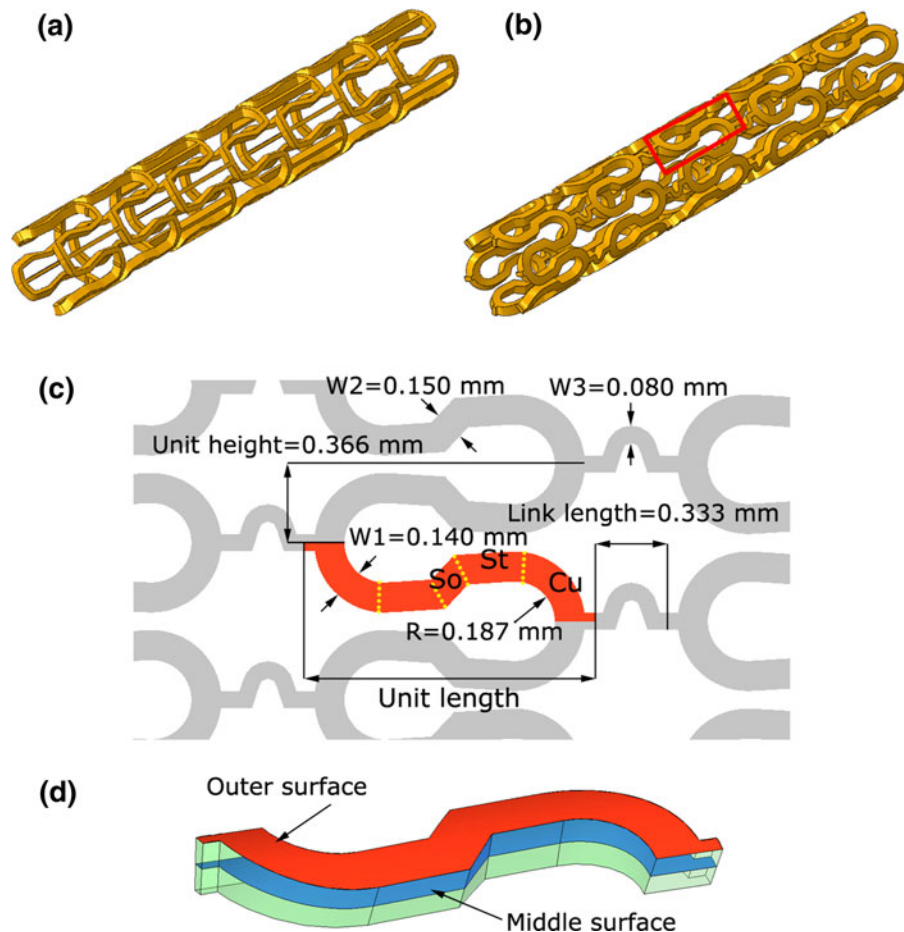 (a)
(b)
(c)
W2=0.150 mm
W3=0.080 mm
Unit height=0.366 mm
Link length=0.333 mm
W1=0.140 mm
St
So
Cu
R=0.187 mm
Unit length
(d)
Outer surface
Middle surface